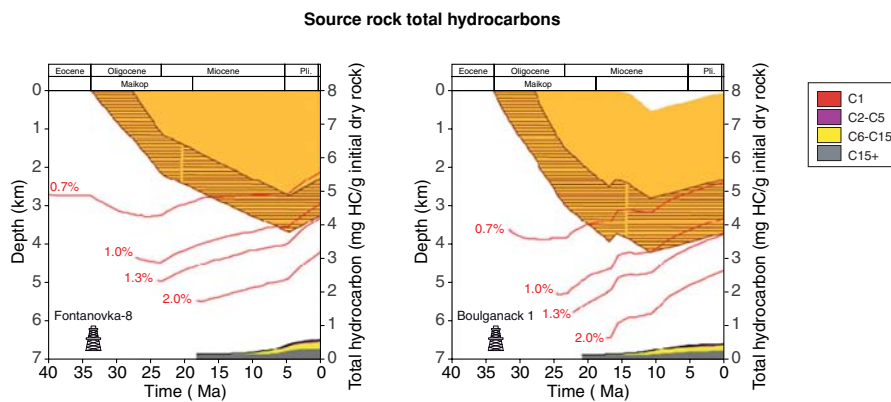 Source rock total hydrocarbons
Eocene Oligocene Miocene Pli.
Maikop
0 1 2 3 4 5 6 7
Depth (km)
0.7%
1.0%
1.3%
2.0%
Fontanovka-8
8 7 6 5 4 3 2 1 0
Total hydrocarbon (mg HC/g initial dry rock)
40 35 30 25 20 15 10 5 0
Time ( Ma)
Eocene Oligocene Miocene Pli.
Maikop
0 1 2 3 4 5 6 7
Depth (km)
0.7%
1.0%
1.3%
2.0%
Boulganack 1
8 7 6 5 4 3 2 1 0
Total hydrocarbon (mg HC/g initial dry rock)
40 35 30 25 20 15 10 5 0
Time ( Ma)
C1
C2-C5
C6-C15
C15+